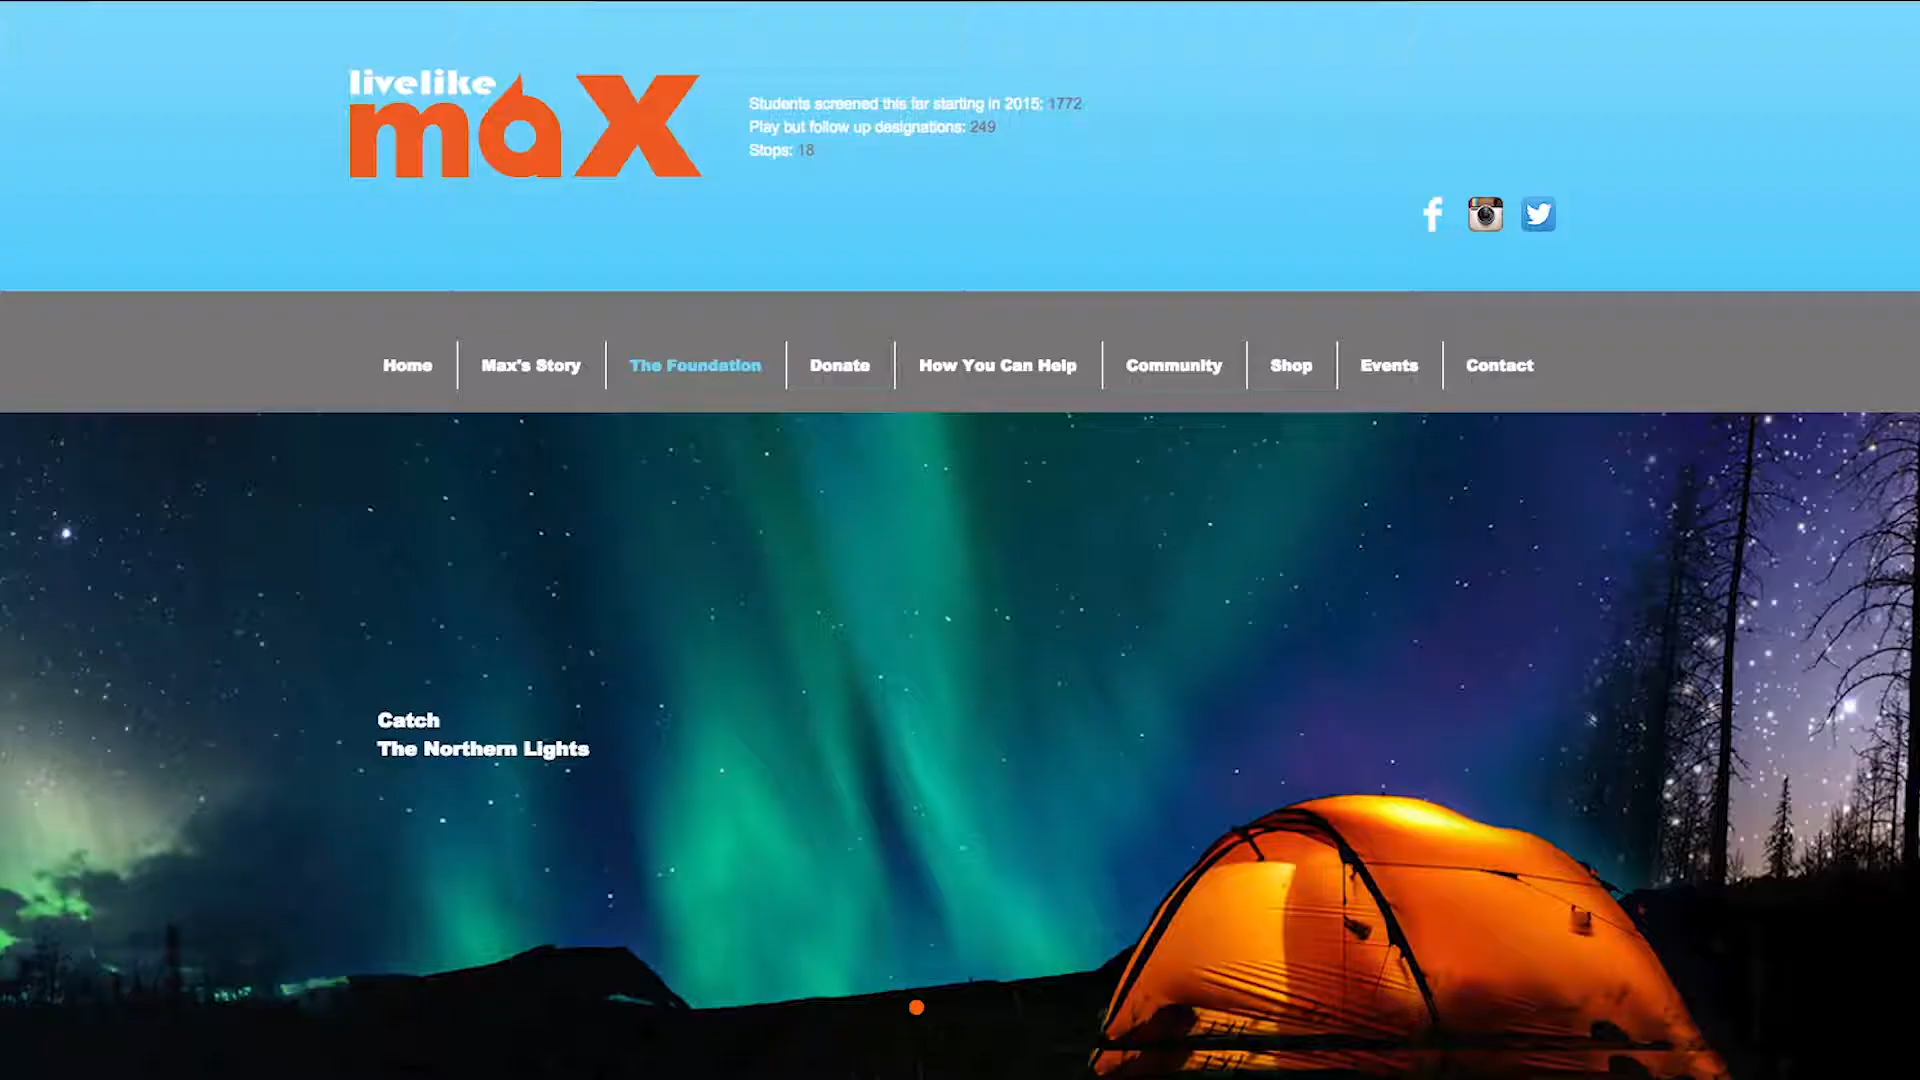 livelike
max
Students screened this far starting in 2015: 1772
Play but follow up designations: 249
Stops: 18
Home
Max's Story
The Foundation
Donate
How You Can Help
Community
Shop
Events
Contact
Catch
The Northern Lights